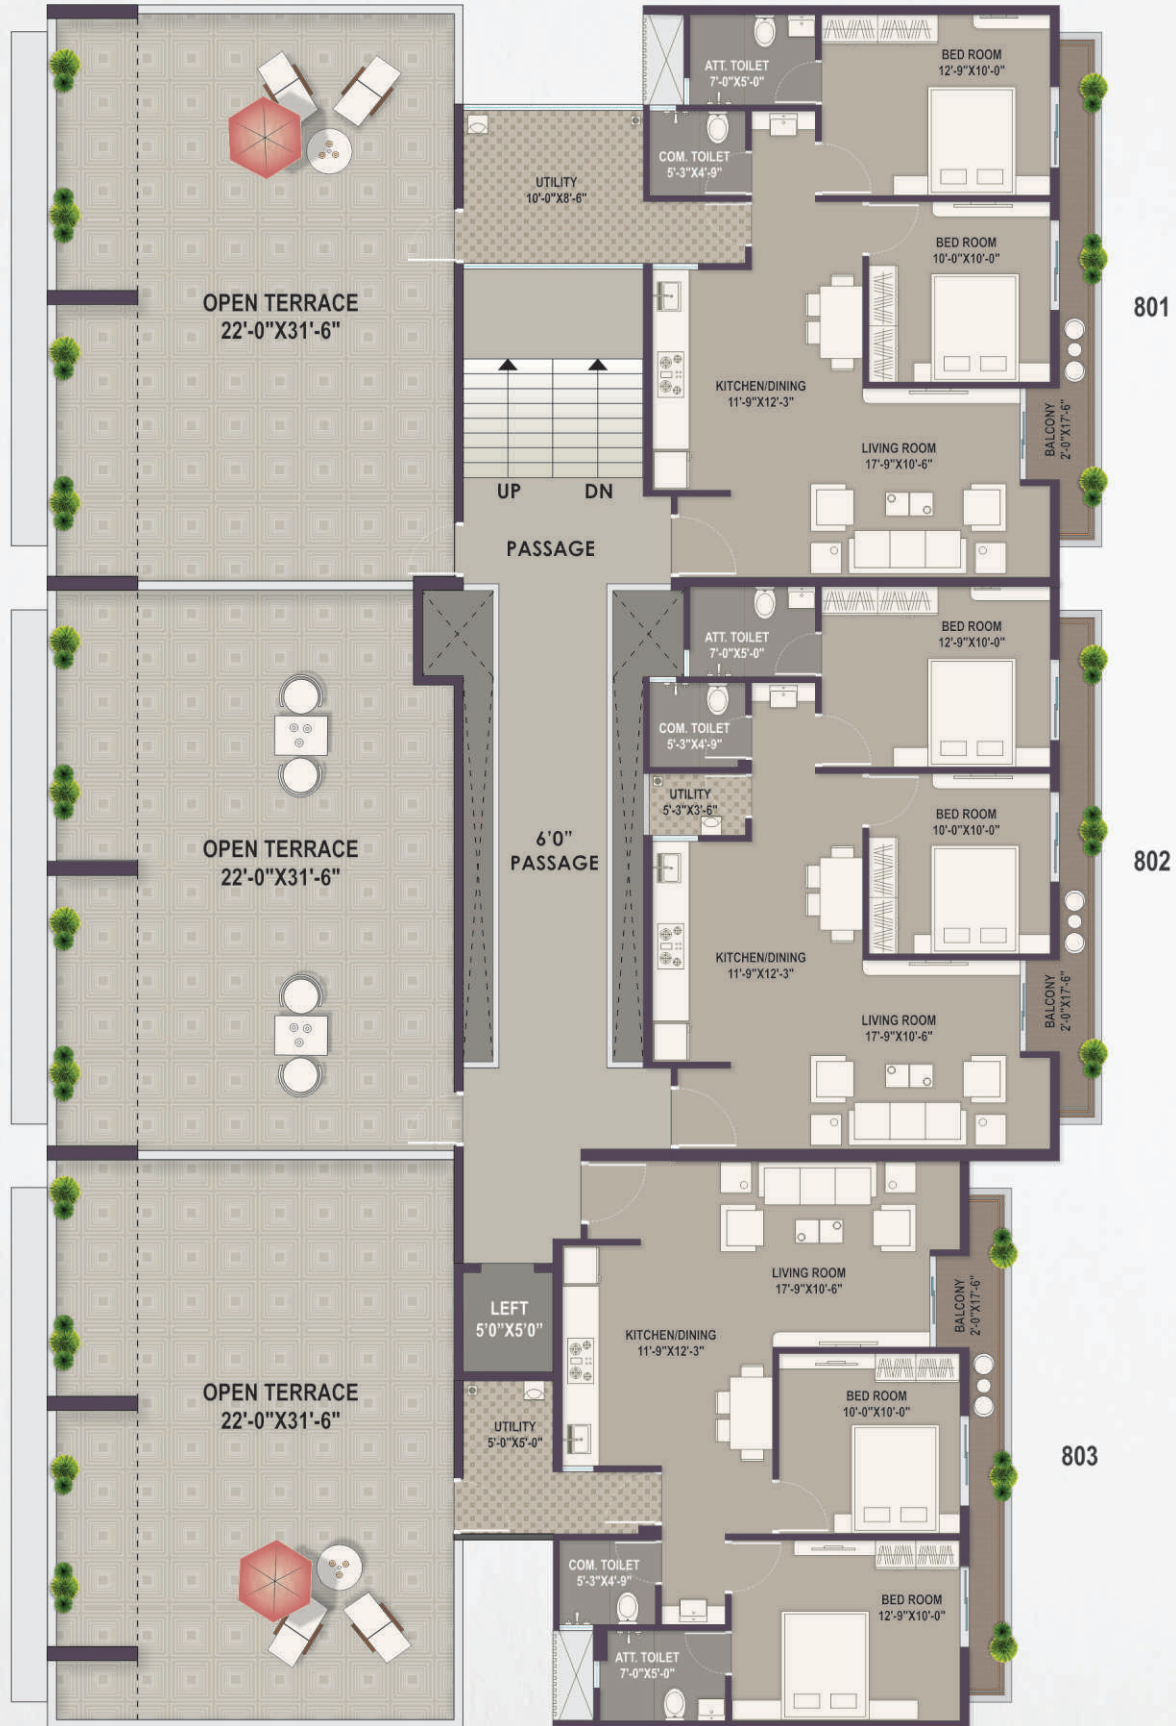 ATT. TOILET
7'-0"X5'-0"
BED ROOM
12'-9"X10'-0"
COM. TOILET
5'-3"X4'-9"
UTILITY
10'-0"X8'-6"
BED ROOM
10'-0"X10'-0"
OPEN TERRACE
22'-0"X31'-6"
801
KITCHEN/DINING
11'-9"X12'-3"
BALCONY
2'-0"X17'-6"
LIVING ROOM
17'-9"X10'-6"
UP
DN
PASSAGE
ATT. TOILET
7'-0"X5'-0"
BED ROOM
12'-9"X10'-0"
COM. TOILET
5'-3"X4'-9"
UTILITY
5'-3"X3'-6"
BED ROOM
10'-0"X10'-0"
OPEN TERRACE
22'-0"X31'-6"
6'0"
PASSAGE
802
KITCHEN/DINING
11'-9"X12'-3"
BALCONY
2'-0"X17'-6"
LIVING ROOM
17'-9"X10'-6"
LIVING ROOM
17'-9"X10'-6"
BALCONY
2'-0"X17'-6"
LEFT
5'0"X5'0"
KITCHEN/DINING
11'-9"X12'-3"
OPEN TERRACE
22'-0"X31'-6"
BED ROOM
10'-0"X10'-0"
UTILITY
5'-0"X5'-0"
803
COM. TOILET
5'-3"X4'-9"
BED ROOM
12'-9"X10'-0"
ATT. TOILET
7'-0"X5'-0"